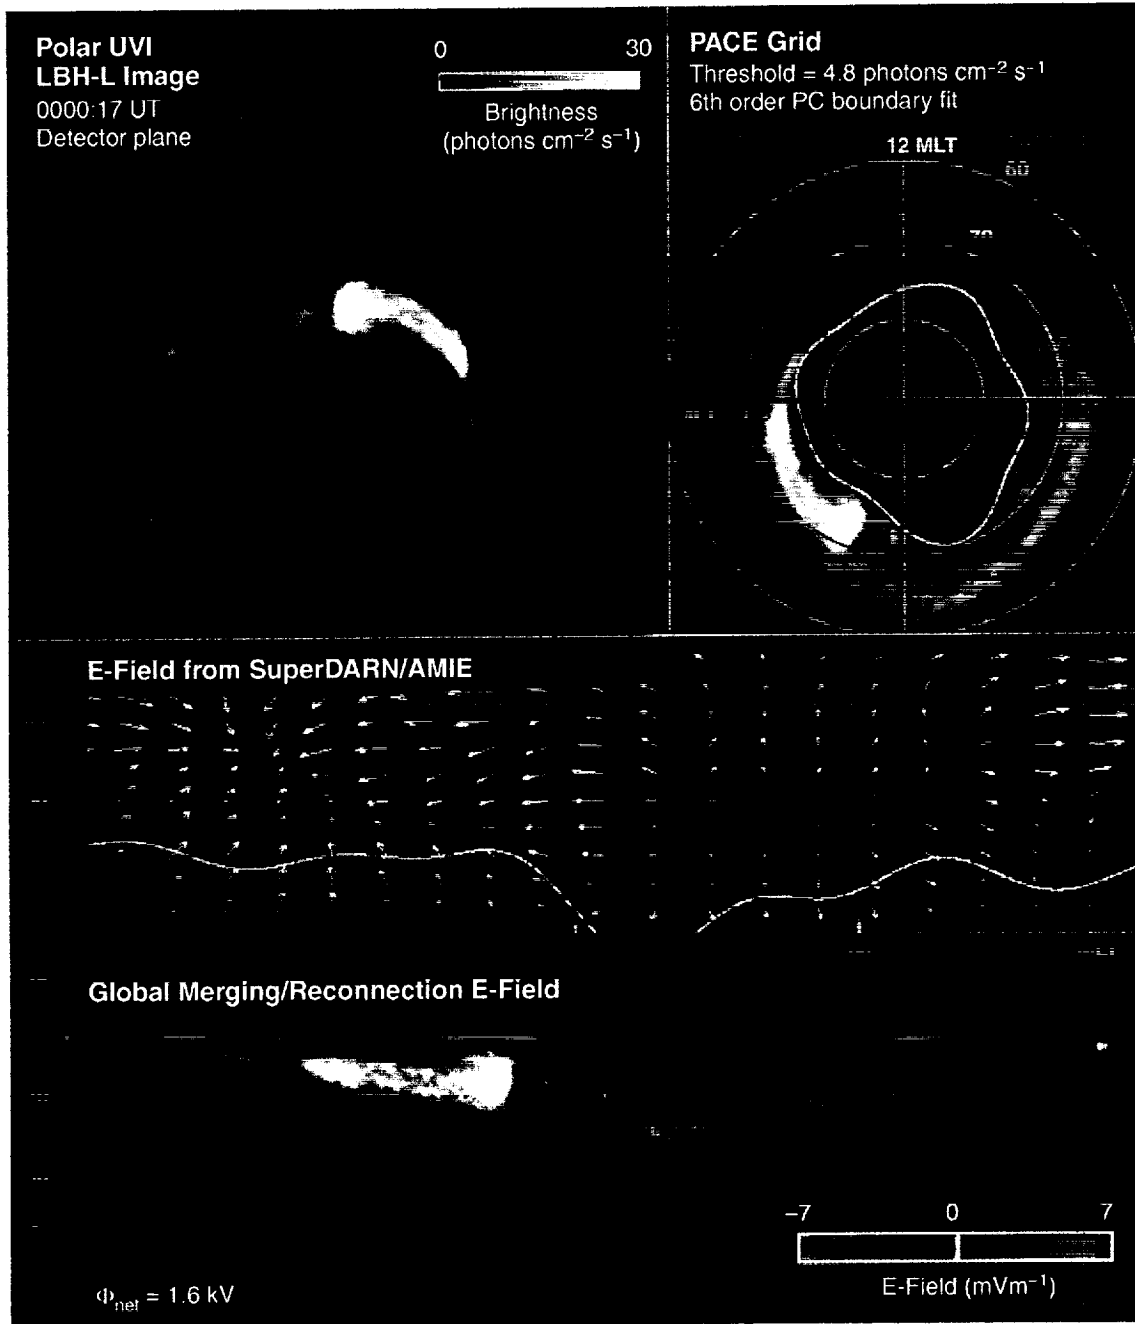 Polar UVI
LBH-L Image
0000:17 UT
Detector plane
0 30
Brightness
(photons cm⁻² s⁻¹)
PACE Grid
Threshold = 4.8 photons cm⁻² s⁻¹
6th order PC boundary fit
12 MLT
60
70
E-Field from SuperDARN/AMIE
Global Merging/Reconnection E-Field
–7 0 7
E-Field (mVm⁻¹)
Φnet = 1.6 kV